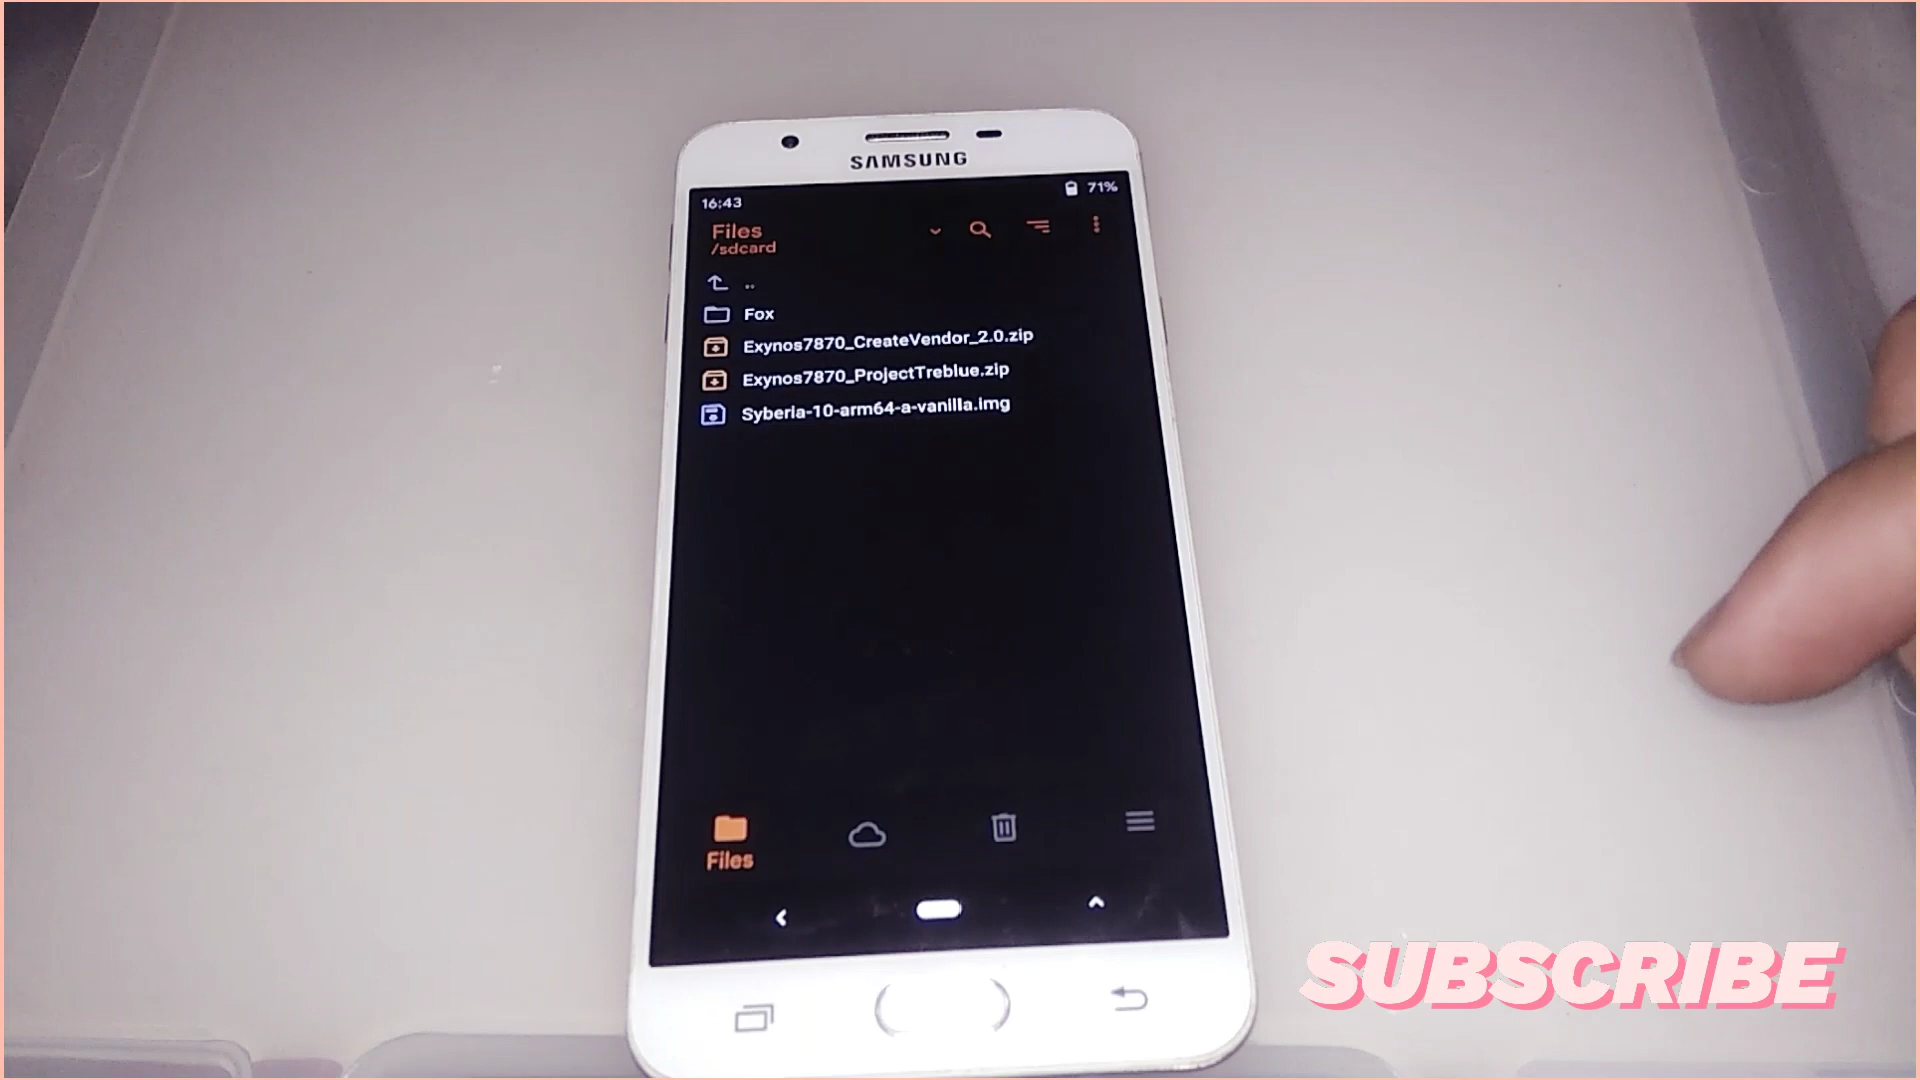 SAMSUNG
16:43
71%
Files
/sdcard
..
Fox
Exynos7870_CreateVendor_2.0.zip
Exynos7870_ProjectTreblue.zip
Syberia-10-arm64-a-vanilla.img
Files
SUBSCRIBE